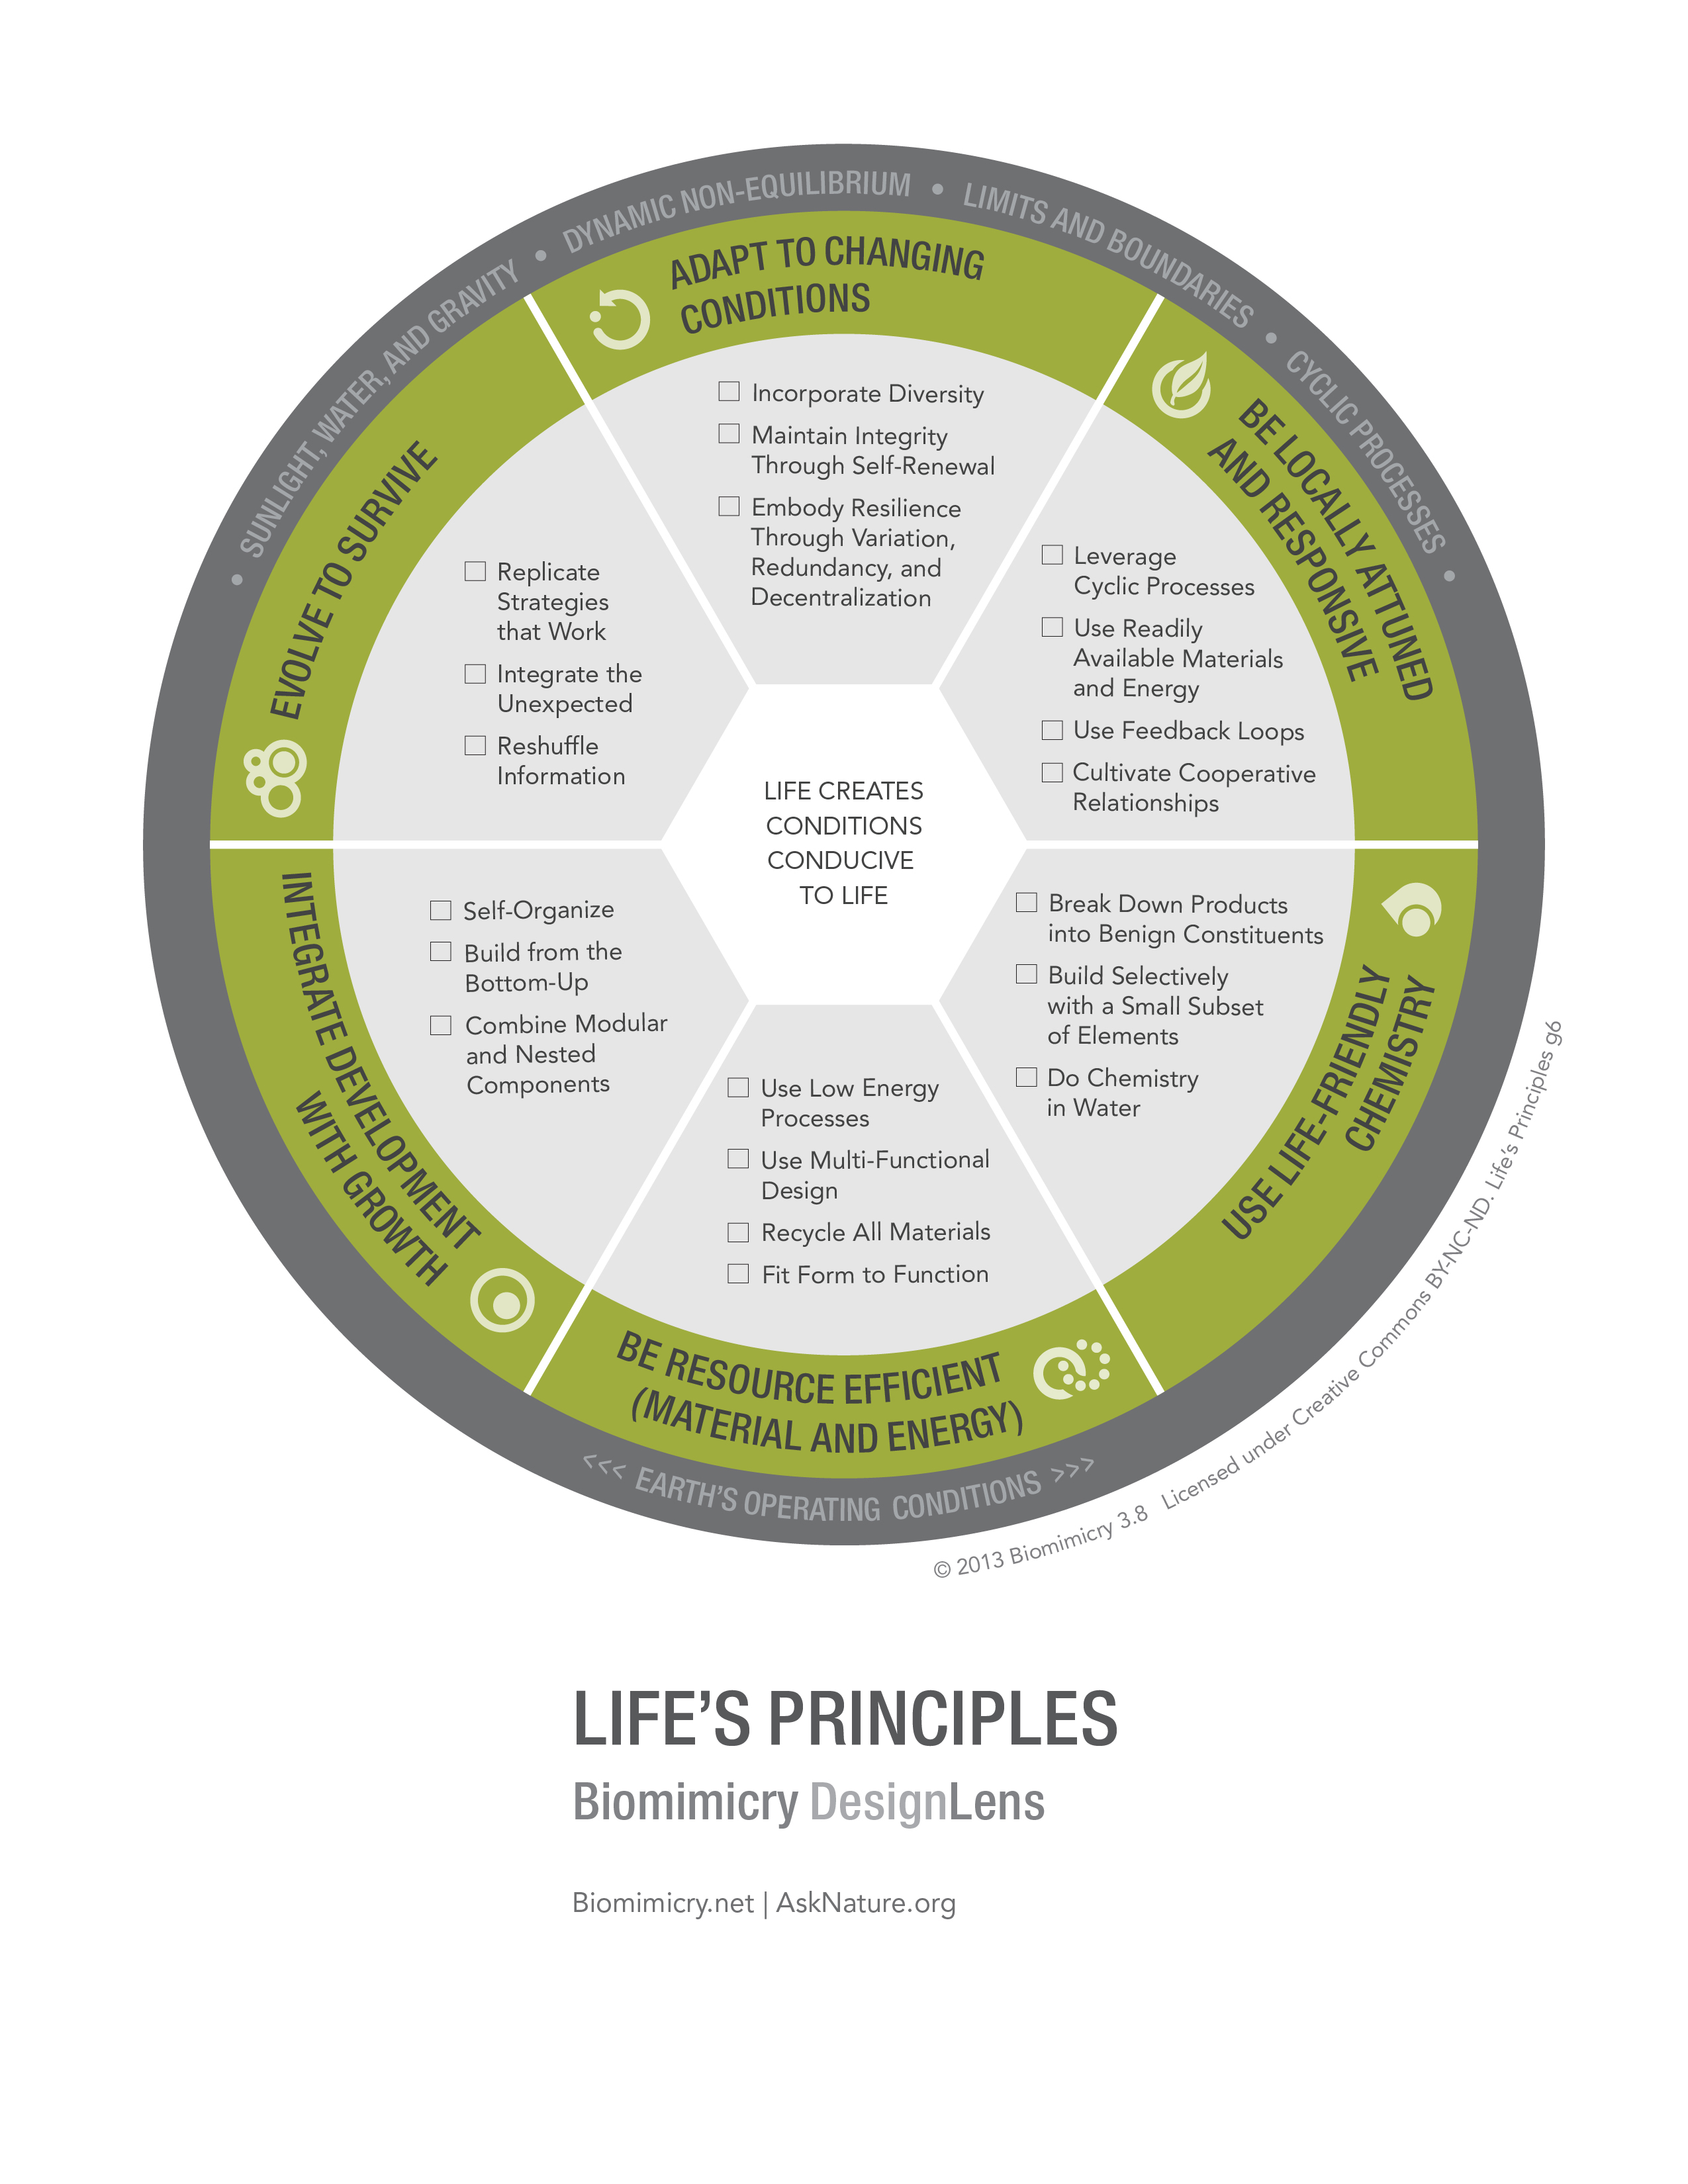 • SUNLIGHT, WATER, AND GRAVITY • DYNAMIC NON-EQUILIBRIUM • LIMITS AND BOUNDARIES • CYCLIC PROCESSES •
ADAPT TO CHANGING
CONDITIONS
Incorporate Diversity
Maintain Integrity
Through Self-Renewal
Embody Resilience
Through Variation,
Redundancy, and
Decentralization
BE LOCALLY ATTUNED
AND RESPONSIVE
Leverage
Cyclic Processes
Use Readily
Available Materials
and Energy
Use Feedback Loops
Cultivate Cooperative
Relationships
USE LIFE-FRIENDLY
CHEMISTRY
Break Down Products
into Benign Constituents
Build Selectively
with a Small Subset
of Elements
Do Chemistry
in Water
BE RESOURCE EFFICIENT
(MATERIAL AND ENERGY)
Use Low Energy
Processes
Use Multi-Functional
Design
Recycle All Materials
Fit Form to Function
INTEGRATE DEVELOPMENT
WITH GROWTH
Self-Organize
Build from the
Bottom-Up
Combine Modular
and Nested
Components
EVOLVE TO SURVIVE
Replicate
Strategies
that Work
Integrate the
Unexpected
Reshuffle
Information
LIFE CREATES
CONDITIONS
CONDUCIVE
TO LIFE
<<< EARTH'S OPERATING CONDITIONS >>>
© 2013 Biomimicry 3.8 Licensed under Creative Commons BY-NC-ND. Life's Principles g6
LIFE'S PRINCIPLES
Biomimicry DesignLens
Biomimicry.net | AskNature.org